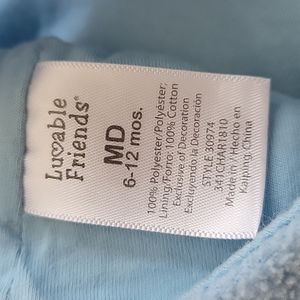 Luvable
Friends®
MD
6-12 mos.
100% Polyester/Polyéster;
Lining/Forro: 100% Cotton
Exclusive of Decoration
Excluyendo la Decoración
STYLE 30974
341CHAR1810
Made in / Hecho en
Kaiping, China